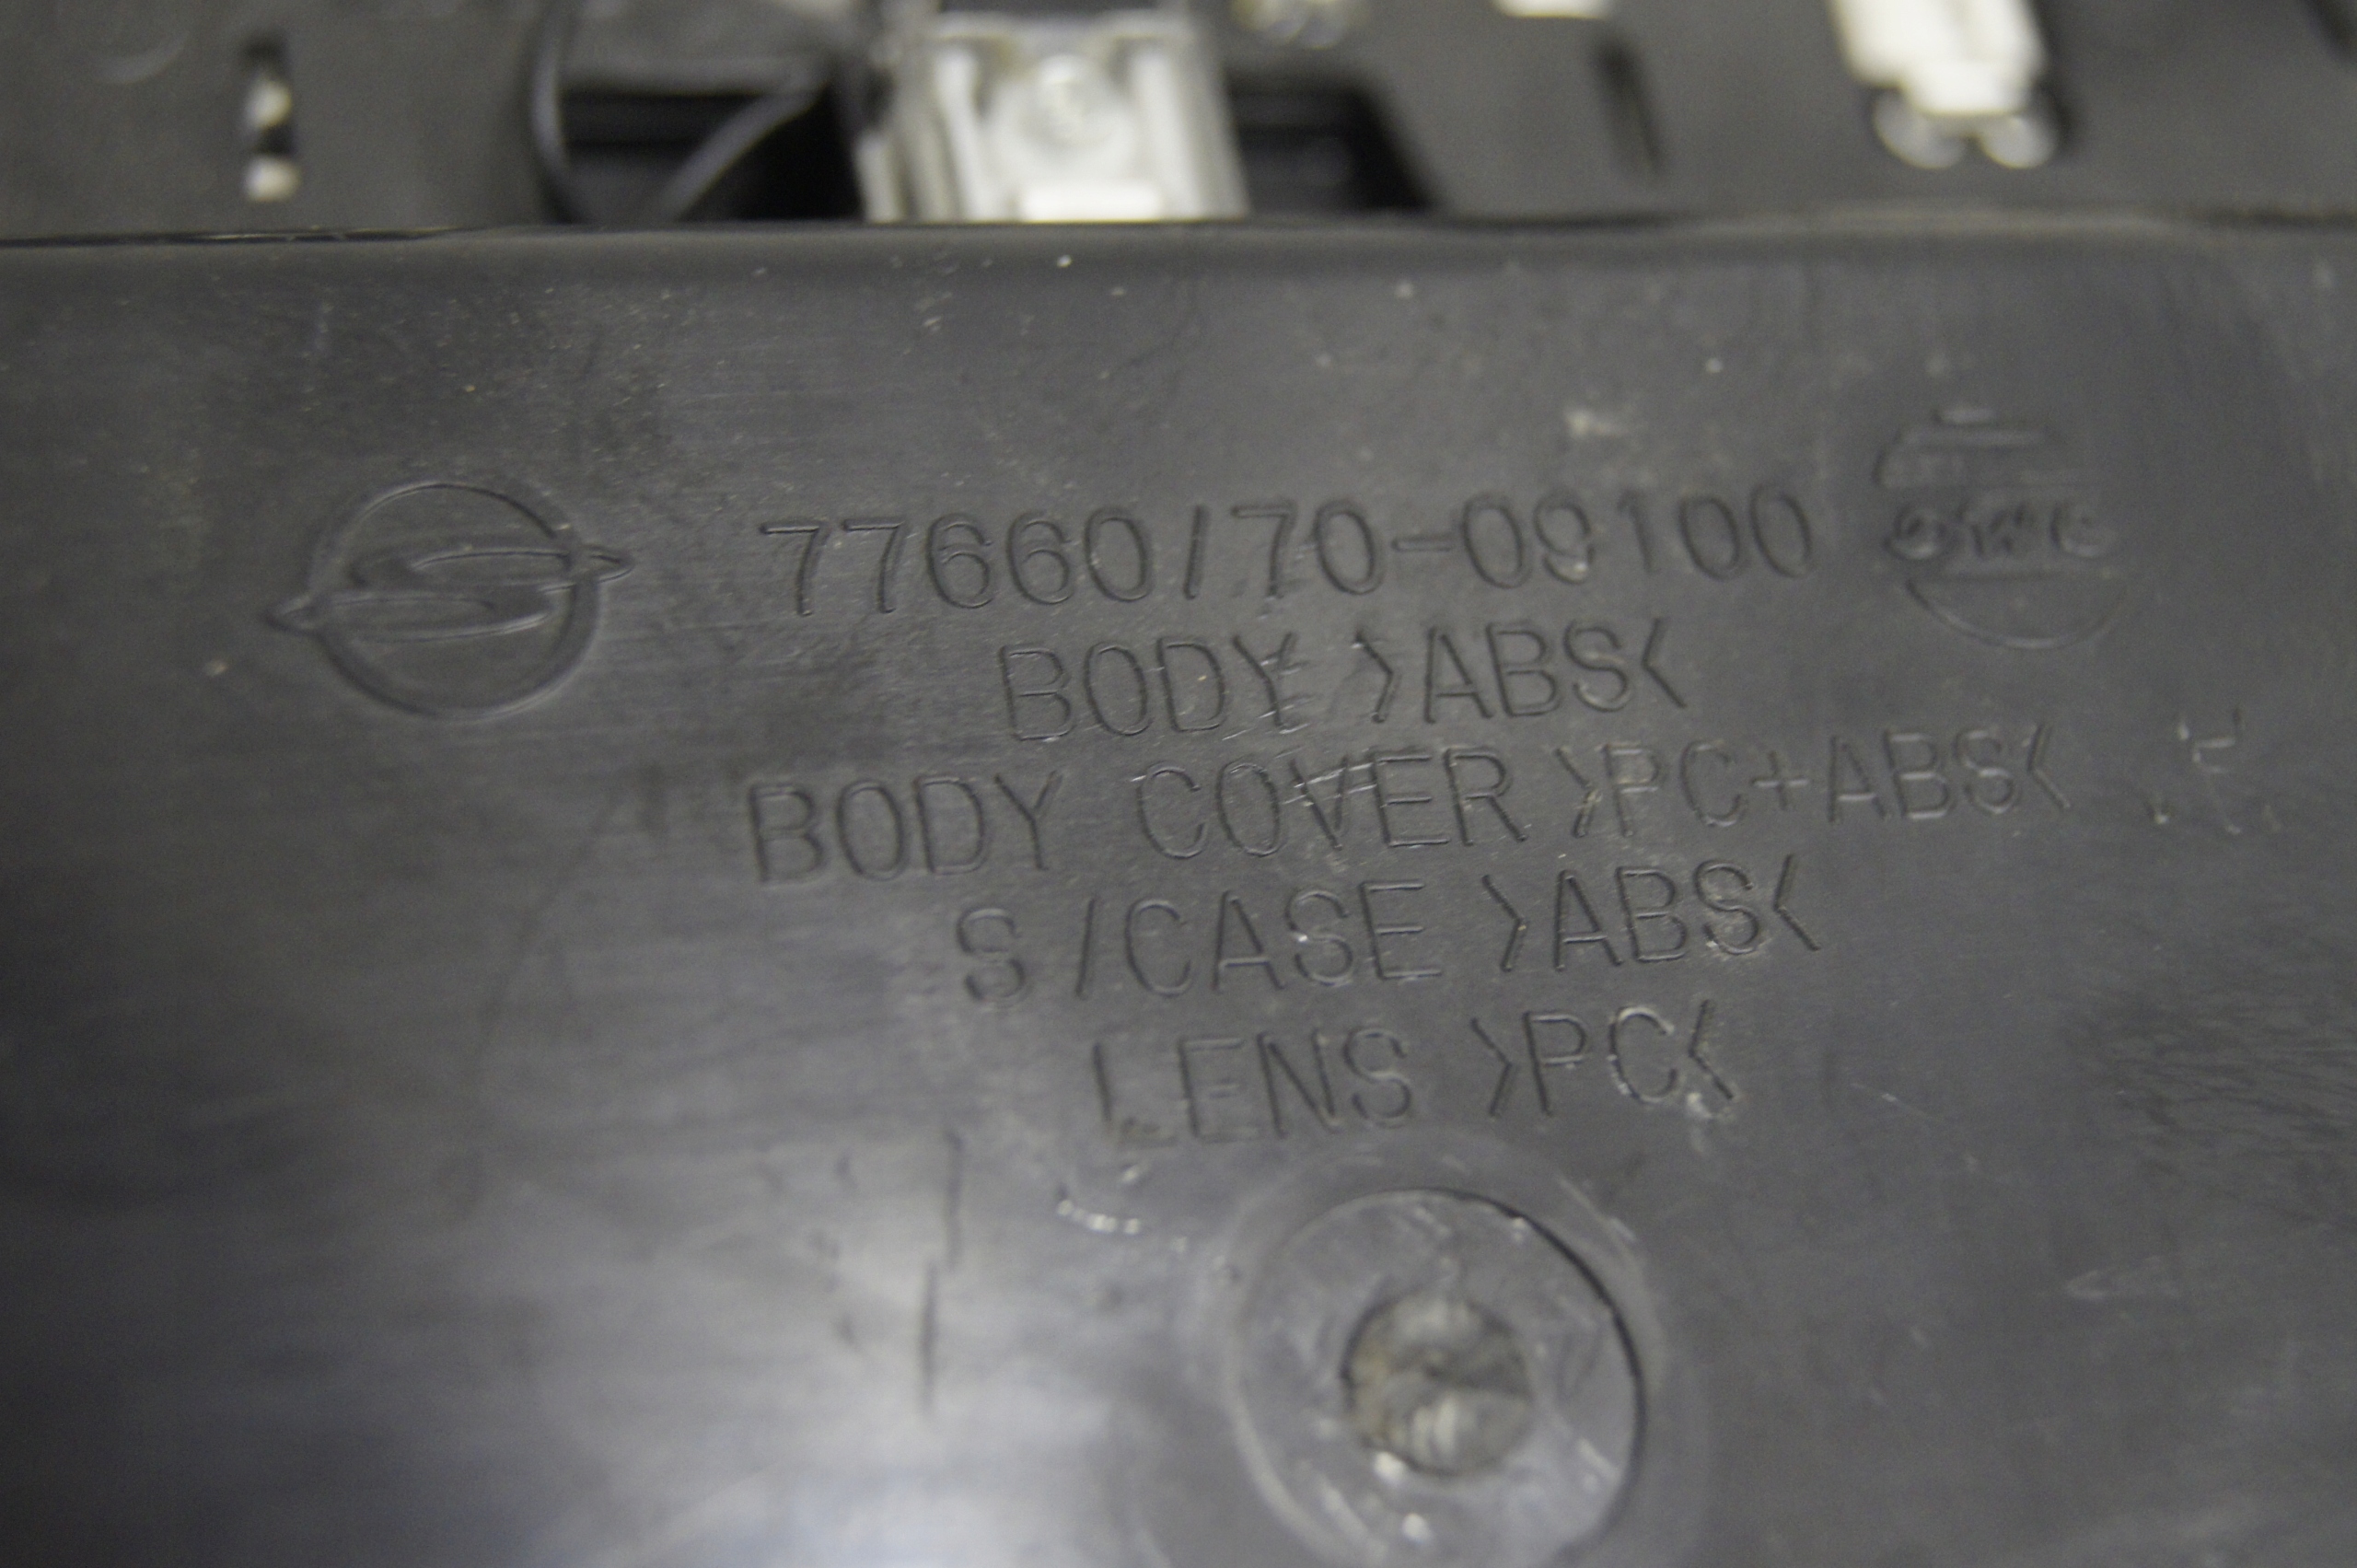 77660/70-09100
BODY >ABS<
BODY COVER >PC+ABS<
S/CASE >ABS<
LENS >PC<